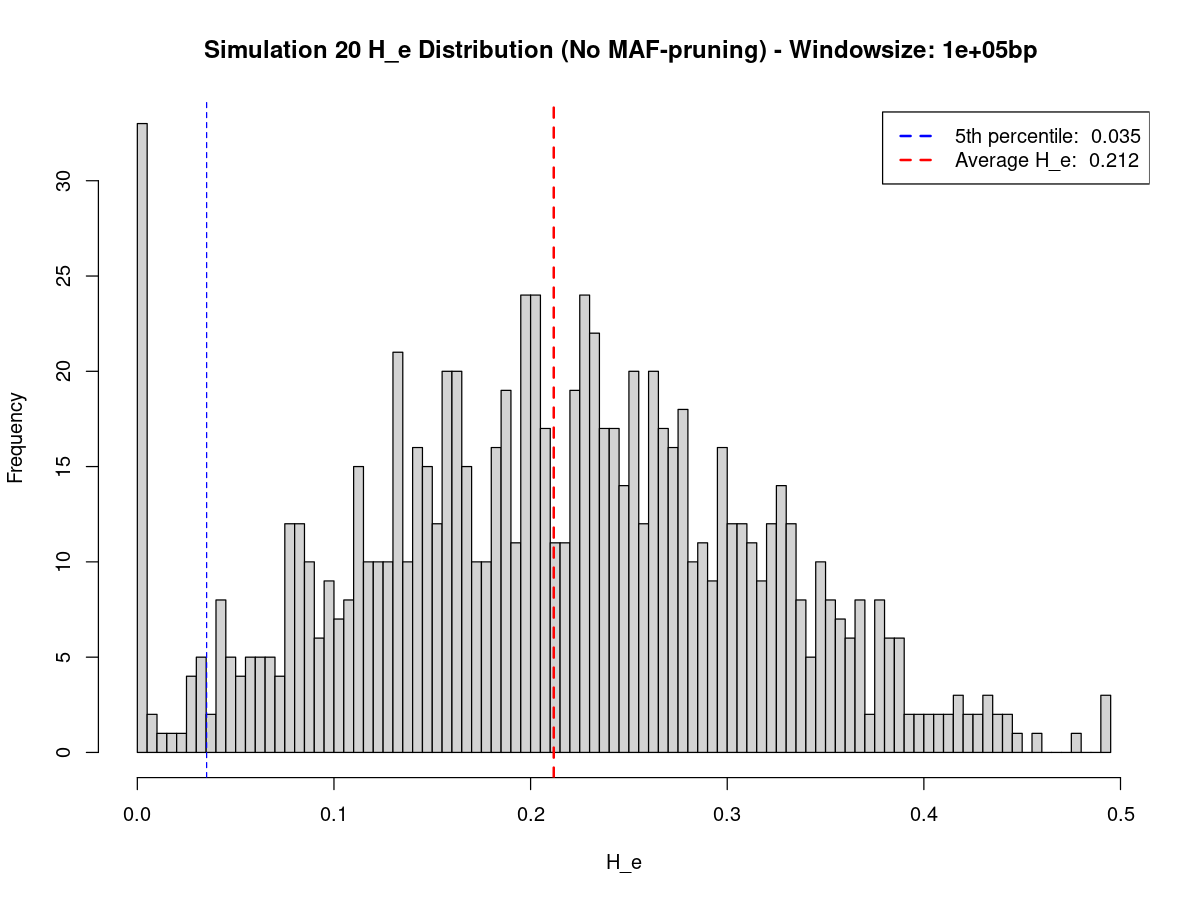 Simulation 20 H_e Distribution (No MAF-pruning) - Windowsize: 1e+05bp
5th percentile:  0.035
Average H_e:  0.212
Frequency
30
25
20
15
10
5
0
0.0 0.1 0.2 0.3 0.4 0.5
H_e